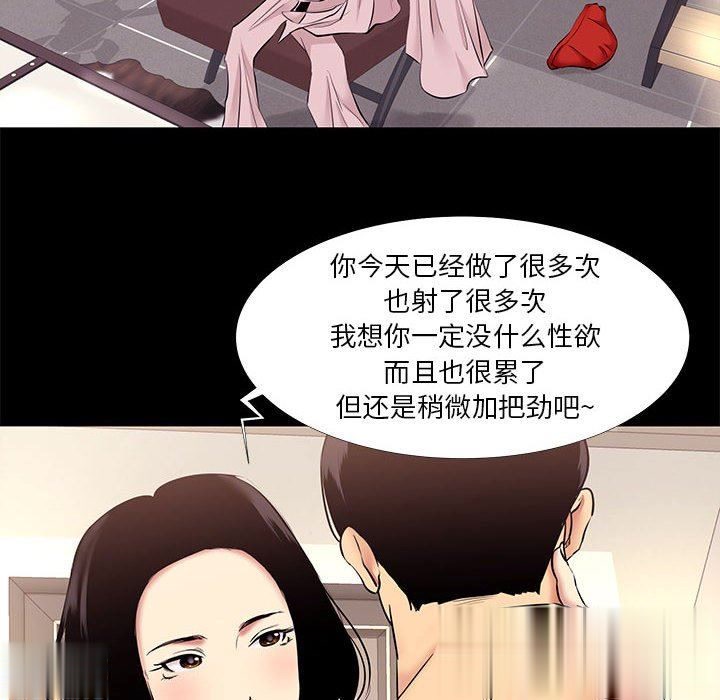 你今天已经做了很多次
也射了很多次
我想你一定没什么性欲
而且也很累了
但还是稍微加把劲吧~